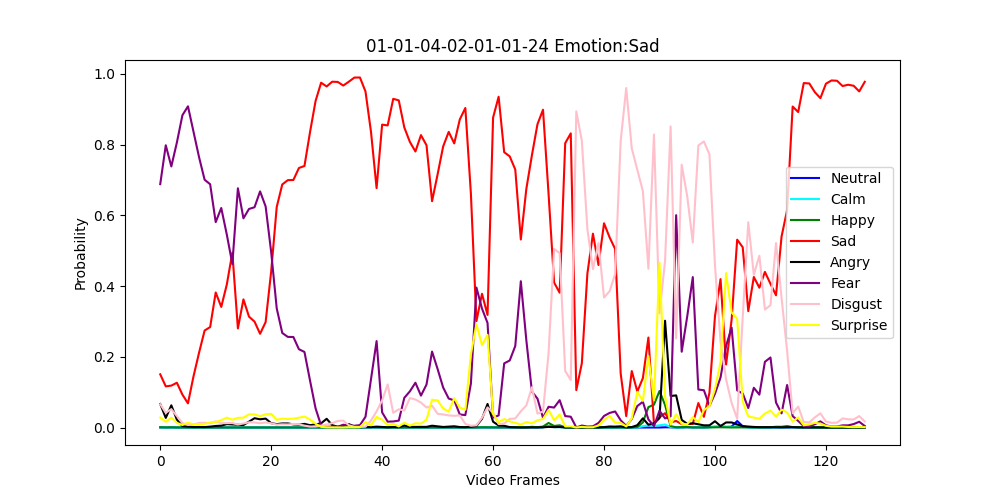 01-01-04-02-01-01-24 Emotion:Sad
1.0
0.8
0.6
0.4
0.2
0.0
Probability
Neutral
Calm
Happy
Sad
Angry
Fear
Disgust
Surprise
0 20 40 60 80 100 120
Video Frames